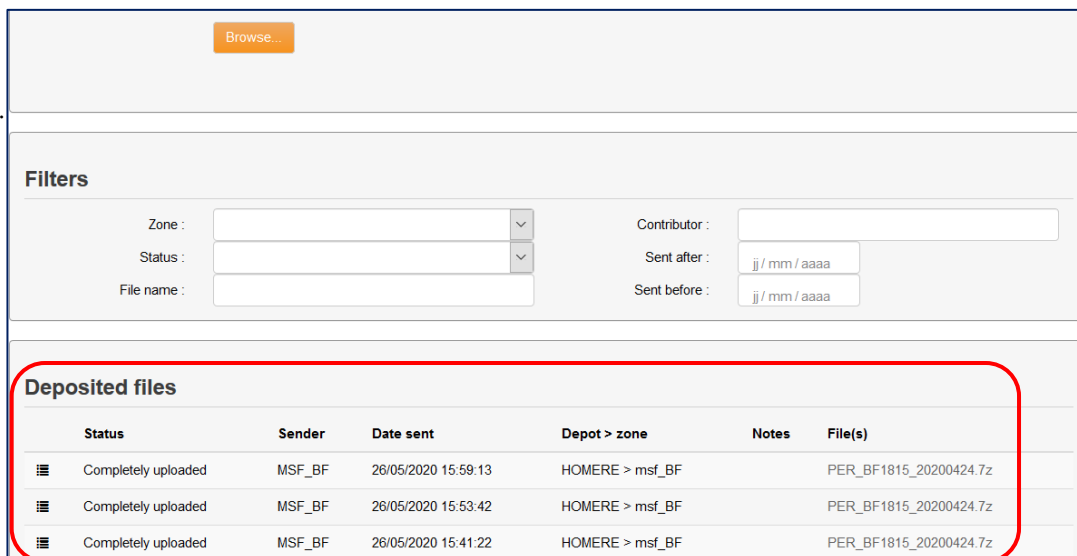 Browse...
.
Filters
Zone : Contributor :
Status : Sent after : jj / mm / aaaa
File name : Sent before : jj / mm / aaaa
Deposited files
Status Sender Date sent Depot > zone Notes File(s)
Completely uploaded MSF_BF 26/05/2020 15:59:13 HOMERE > msf_BF PER_BF1815_20200424.7z
Completely uploaded MSF_BF 26/05/2020 15:53:42 HOMERE > msf_BF PER_BF1815_20200424.7z
Completely uploaded MSF_BF 26/05/2020 15:41:22 HOMERE > msf_BF PER_BF1815_20200424.7z